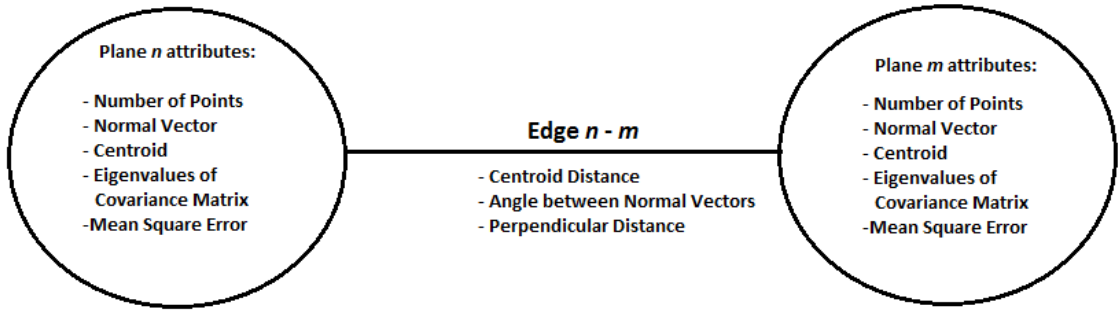 Plane n attributes:
- Number of Points
- Normal Vector
- Centroid
- Eigenvalues of
Covariance Matrix
-Mean Square Error
Edge n - m
- Centroid Distance
- Angle between Normal Vectors
- Perpendicular Distance
Plane m attributes:
- Number of Points
- Normal Vector
- Centroid
- Eigenvalues of
Covariance Matrix
-Mean Square Error